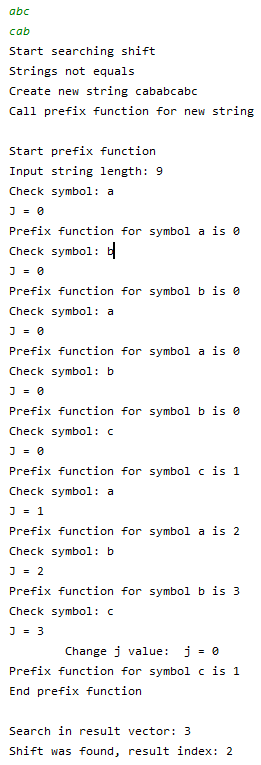 abc
cab
Start searching shift
Strings not equals
Create new string cababcabc
Call prefix function for new string
Start prefix function
Input string length: 9
Check symbol: a
J = 0
Prefix function for symbol a is 0
Check symbol: b
J = 0
Prefix function for symbol b is 0
Check symbol: a
J = 0
Prefix function for symbol a is 0
Check symbol: b
J = 0
Prefix function for symbol b is 0
Check symbol: c
J = 0
Prefix function for symbol c is 1
Check symbol: a
J = 1
Prefix function for symbol a is 2
Check symbol: b
J = 2
Prefix function for symbol b is 3
Check symbol: c
J = 3
Change j value:  j = 0
Prefix function for symbol c is 1
End prefix function
Search in result vector: 3
Shift was found, result index: 2